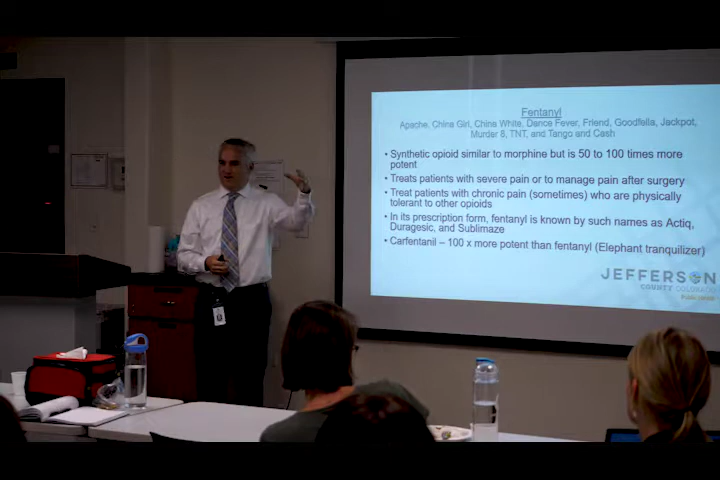 Fentanyl
Apache, China Girl, China White, Dance Fever, Friend, Goodfella, Jackpot,
Murder 8, TNT, and Tango and Cash
• Synthetic opioid similar to morphine but is 50 to 100 times more
potent
• Treats patients with severe pain or to manage pain after surgery
• Treat patients with chronic pain (sometimes) who are physically
tolerant to other opioids
• In its prescription form, fentanyl is known by such names as Actiq,
Duragesic, and Sublimaze
• Carfentanil – 100 x more potent than fentanyl (Elephant tranquilizer)
JEFFERSON
COUNTY COLORADO